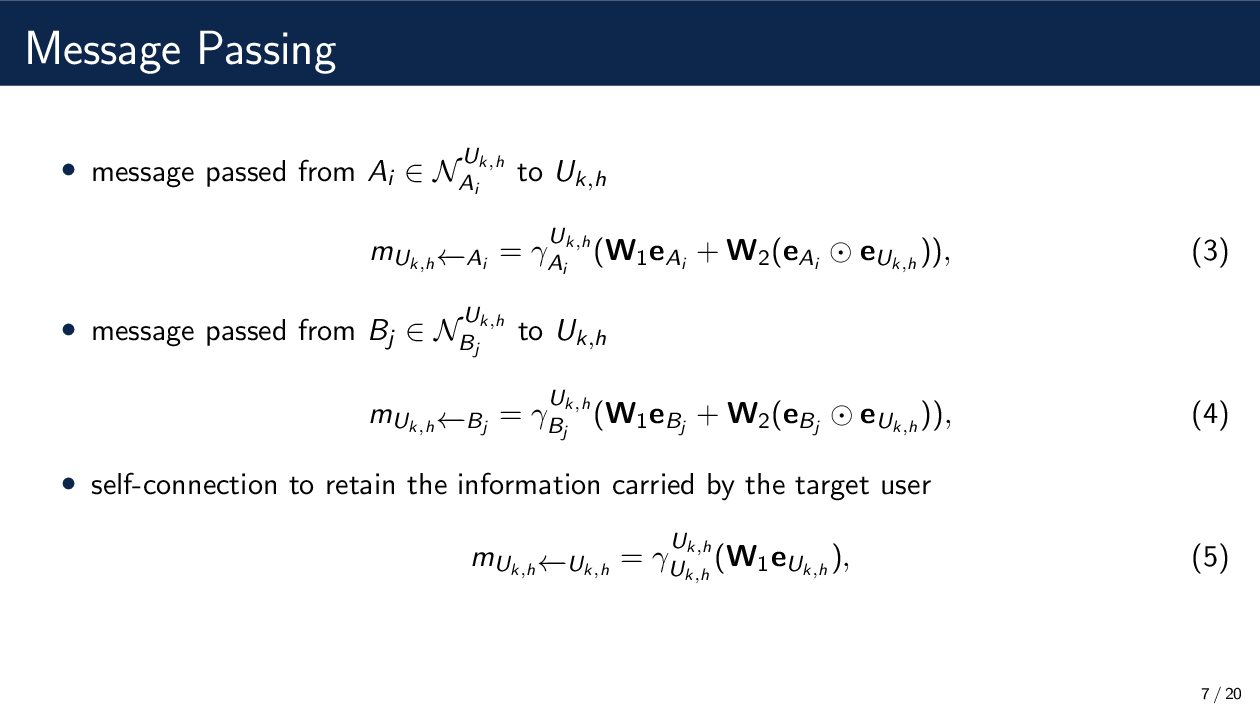 Message Passing
• message passed from $A_i \in \mathcal{N}_{A_i}^{U_{k,h}}$ to $U_{k,h}$
$m_{U_{k,h} \leftarrow A_i} = \gamma_{A_i}^{U_{k,h}} (\mathbf{W}_1 \mathbf{e}_{A_i} + \mathbf{W}_2 (\mathbf{e}_{A_i} \odot \mathbf{e}_{U_{k,h}})),$ (3)
• message passed from $B_j \in \mathcal{N}_{B_j}^{U_{k,h}}$ to $U_{k,h}$
$m_{U_{k,h} \leftarrow B_j} = \gamma_{B_j}^{U_{k,h}} (\mathbf{W}_1 \mathbf{e}_{B_j} + \mathbf{W}_2 (\mathbf{e}_{B_j} \odot \mathbf{e}_{U_{k,h}})),$ (4)
• self-connection to retain the information carried by the target user
$m_{U_{k,h} \leftarrow U_{k,h}} = \gamma_{U_{k,h}}^{U_{k,h}} (\mathbf{W}_1 \mathbf{e}_{U_{k,h}}),$ (5)
7 / 20